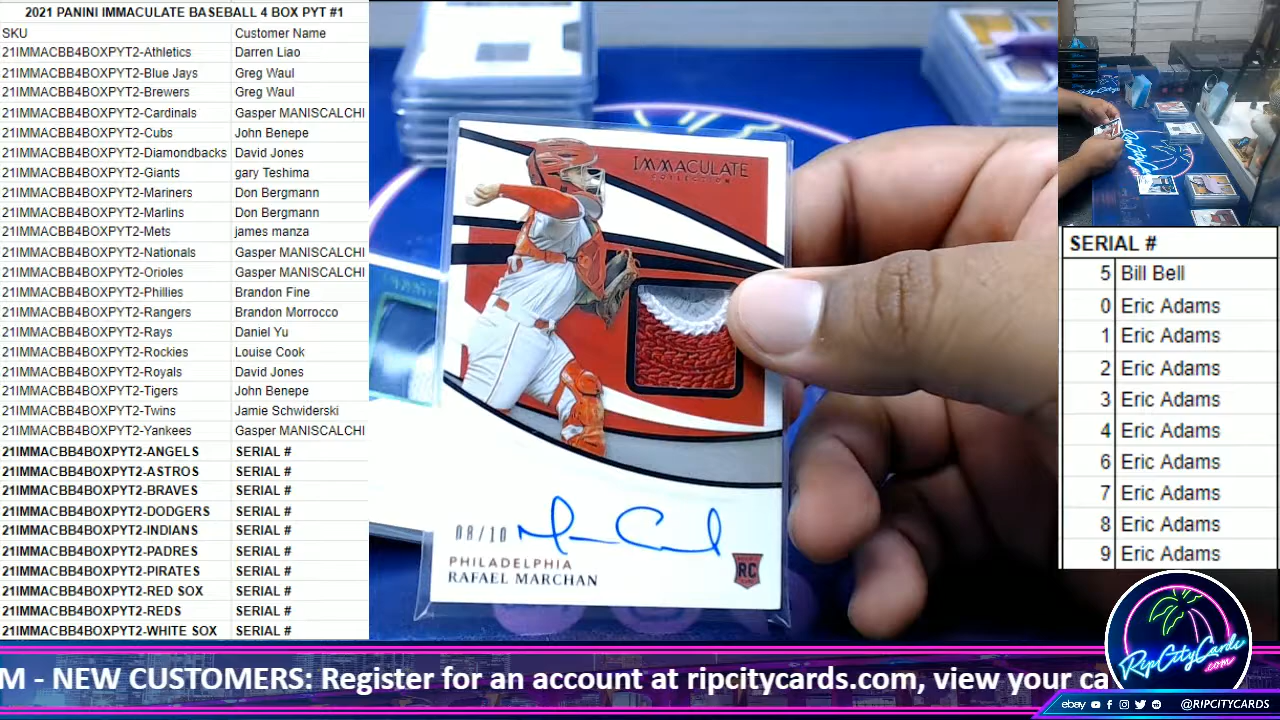 2021 PANINI IMMACULATE BASEBALL 4 BOX PYT #1
SKU Customer Name
21IMMACBB4BOXPYT2-Athletics Darren Liao
21IMMACBB4BOXPYT2-Blue Jays Greg Waul
21IMMACBB4BOXPYT2-Brewers Greg Waul
21IMMACBB4BOXPYT2-Cardinals Gasper MANISCALCHI
21IMMACBB4BOXPYT2-Cubs John Benepe
21IMMACBB4BOXPYT2-Diamondbacks David Jones
21IMMACBB4BOXPYT2-Giants gary Teshima
21IMMACBB4BOXPYT2-Mariners Don Bergmann
21IMMACBB4BOXPYT2-Marlins Don Bergmann
21IMMACBB4BOXPYT2-Mets james manza
21IMMACBB4BOXPYT2-Nationals Gasper MANISCALCHI
21IMMACBB4BOXPYT2-Orioles Gasper MANISCALCHI
21IMMACBB4BOXPYT2-Phillies Brandon Fine
21IMMACBB4BOXPYT2-Rangers Brandon Morrocco
21IMMACBB4BOXPYT2-Rays Daniel Yu
21IMMACBB4BOXPYT2-Rockies Louise Cook
21IMMACBB4BOXPYT2-Royals David Jones
21IMMACBB4BOXPYT2-Tigers John Benepe
21IMMACBB4BOXPYT2-Twins Jamie Schwiderski
21IMMACBB4BOXPYT2-Yankees Gasper MANISCALCHI
21IMMACBB4BOXPYT2-ANGELS SERIAL #
21IMMACBB4BOXPYT2-ASTROS SERIAL #
21IMMACBB4BOXPYT2-BRAVES SERIAL #
21IMMACBB4BOXPYT2-DODGERS SERIAL #
21IMMACBB4BOXPYT2-INDIANS SERIAL #
21IMMACBB4BOXPYT2-PADRES SERIAL #
21IMMACBB4BOXPYT2-PIRATES SERIAL #
21IMMACBB4BOXPYT2-RED SOX SERIAL #
21IMMACBB4BOXPYT2-REDS SERIAL #
21IMMACBB4BOXPYT2-WHITE SOX SERIAL #
IMMACULATE
COLLECTION
08/10
PHILADELPHIA
RAFAEL MARCHAN
RC
SERIAL #
5 Bill Bell
0 Eric Adams
1 Eric Adams
2 Eric Adams
3 Eric Adams
4 Eric Adams
6 Eric Adams
7 Eric Adams
8 Eric Adams
9 Eric Adams
M - NEW CUSTOMERS: Register for an account at ripcitycards.com, view your ca
RipCityCards
.com
ebay @RIPCITYCARDS